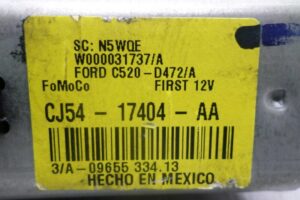 SC: N5WQE
W000031737/A
FORD C520-D472/A
FoMoCo FIRST 12V
CJ54 - 17404 - AA
3/A-09655 334.13
HECHO EN MEXICO